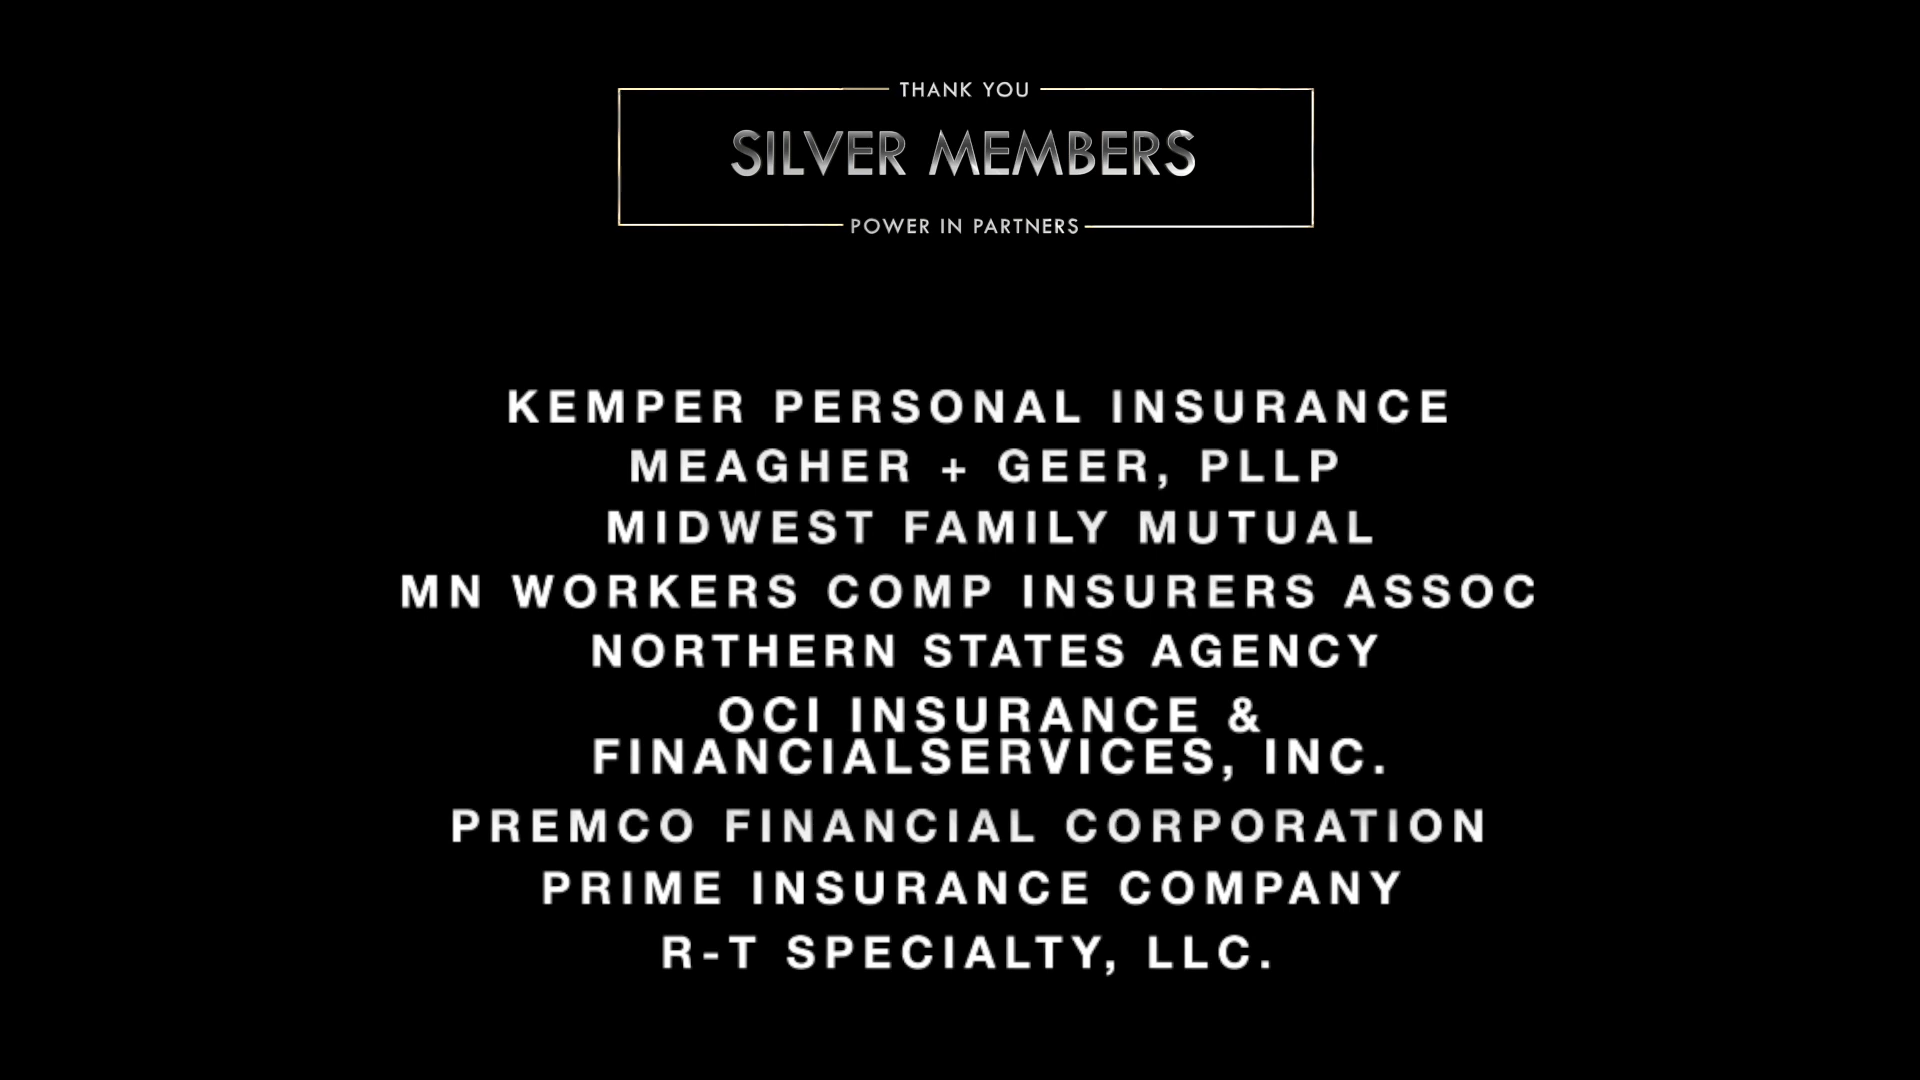 THANK YOU
SILVER MEMBERS
POWER IN PARTNERS
KEMPER PERSONAL INSURANCE
MEAGHER + GEER, PLLP
MIDWEST FAMILY MUTUAL
MN WORKERS COMP INSURERS ASSOC
NORTHERN STATES AGENCY
OCI INSURANCE &
FINANCIALSERVICES, INC.
PREMCO FINANCIAL CORPORATION
PRIME INSURANCE COMPANY
R-T SPECIALTY, LLC.